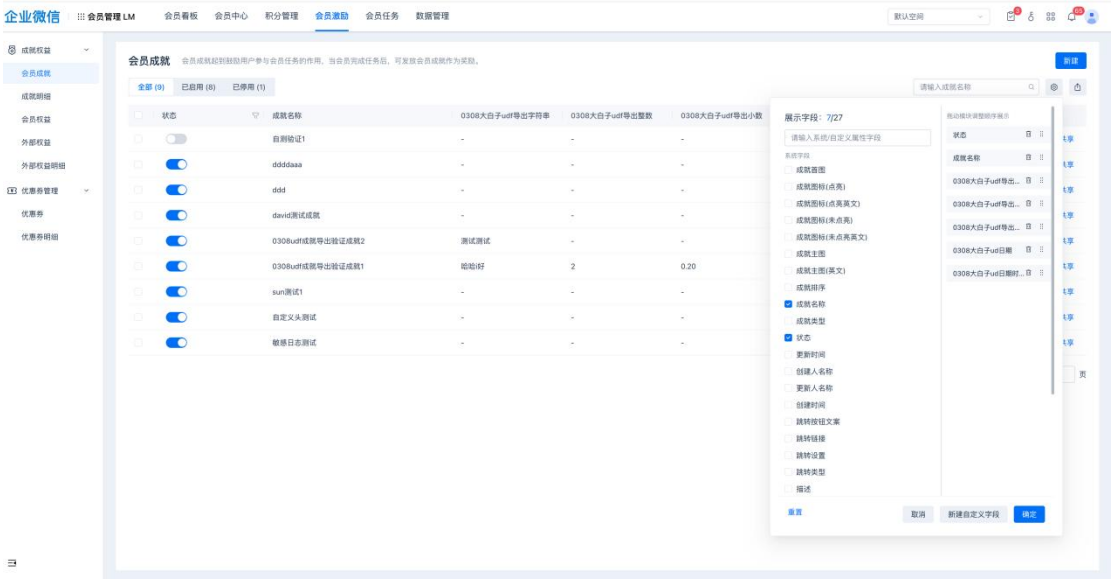 企业微信 会员管理 LM 会员看板 会员中心 积分管理 会员激励 会员任务 数据管理 默认空间
成就权益
会员成就
成就明细
会员权益
外部权益
外部权益明细
优惠券管理
优惠券
优惠券明细
会员成就 会员成就起到鼓励用户参与会员任务的作用，当会员完成任务后，可发放会员成就作为奖励。 新建
全部 (9) 已启用 (8) 已停用 (1) 请输入成就名称
状态 成就名称 0308大白子udf导出字符串 0308大白子udf导出整数 0308大白子udf导出小数
自测验证1 - - -
ddddaaa - - -
ddd - - -
david测试成就 - - -
0308udf成就导出验证成就2 测试测试 - -
0308udf成就导出验证成就1 哈哈i好 2 0.20
sun测试1 - - -
自定义头测试 - - -
敏感日志测试 - - -
共享
共享
共享
共享
共享
共享
共享
共享
共享
页
展示字段：7/27
请输入系统/自定义属性字段
系统字段
成就首图
成就图标(点亮)
成就图标(点亮英文)
成就图标(未点亮)
成就图标(未点亮英文)
成就主图
成就主图(英文)
成就排序
成就名称
成就类型
状态
更新时间
创建人名称
更新人名称
创建时间
跳转按钮文案
跳转链接
跳转设置
跳转类型
描述
拖动模块调整顺序展示
状态
成就名称
0308大白子udf导出...
0308大白子udf导出...
0308大白子udf导出...
0308大白子ud日期
0308大白子ud日期时...
重置 取消 新建自定义字段 确定